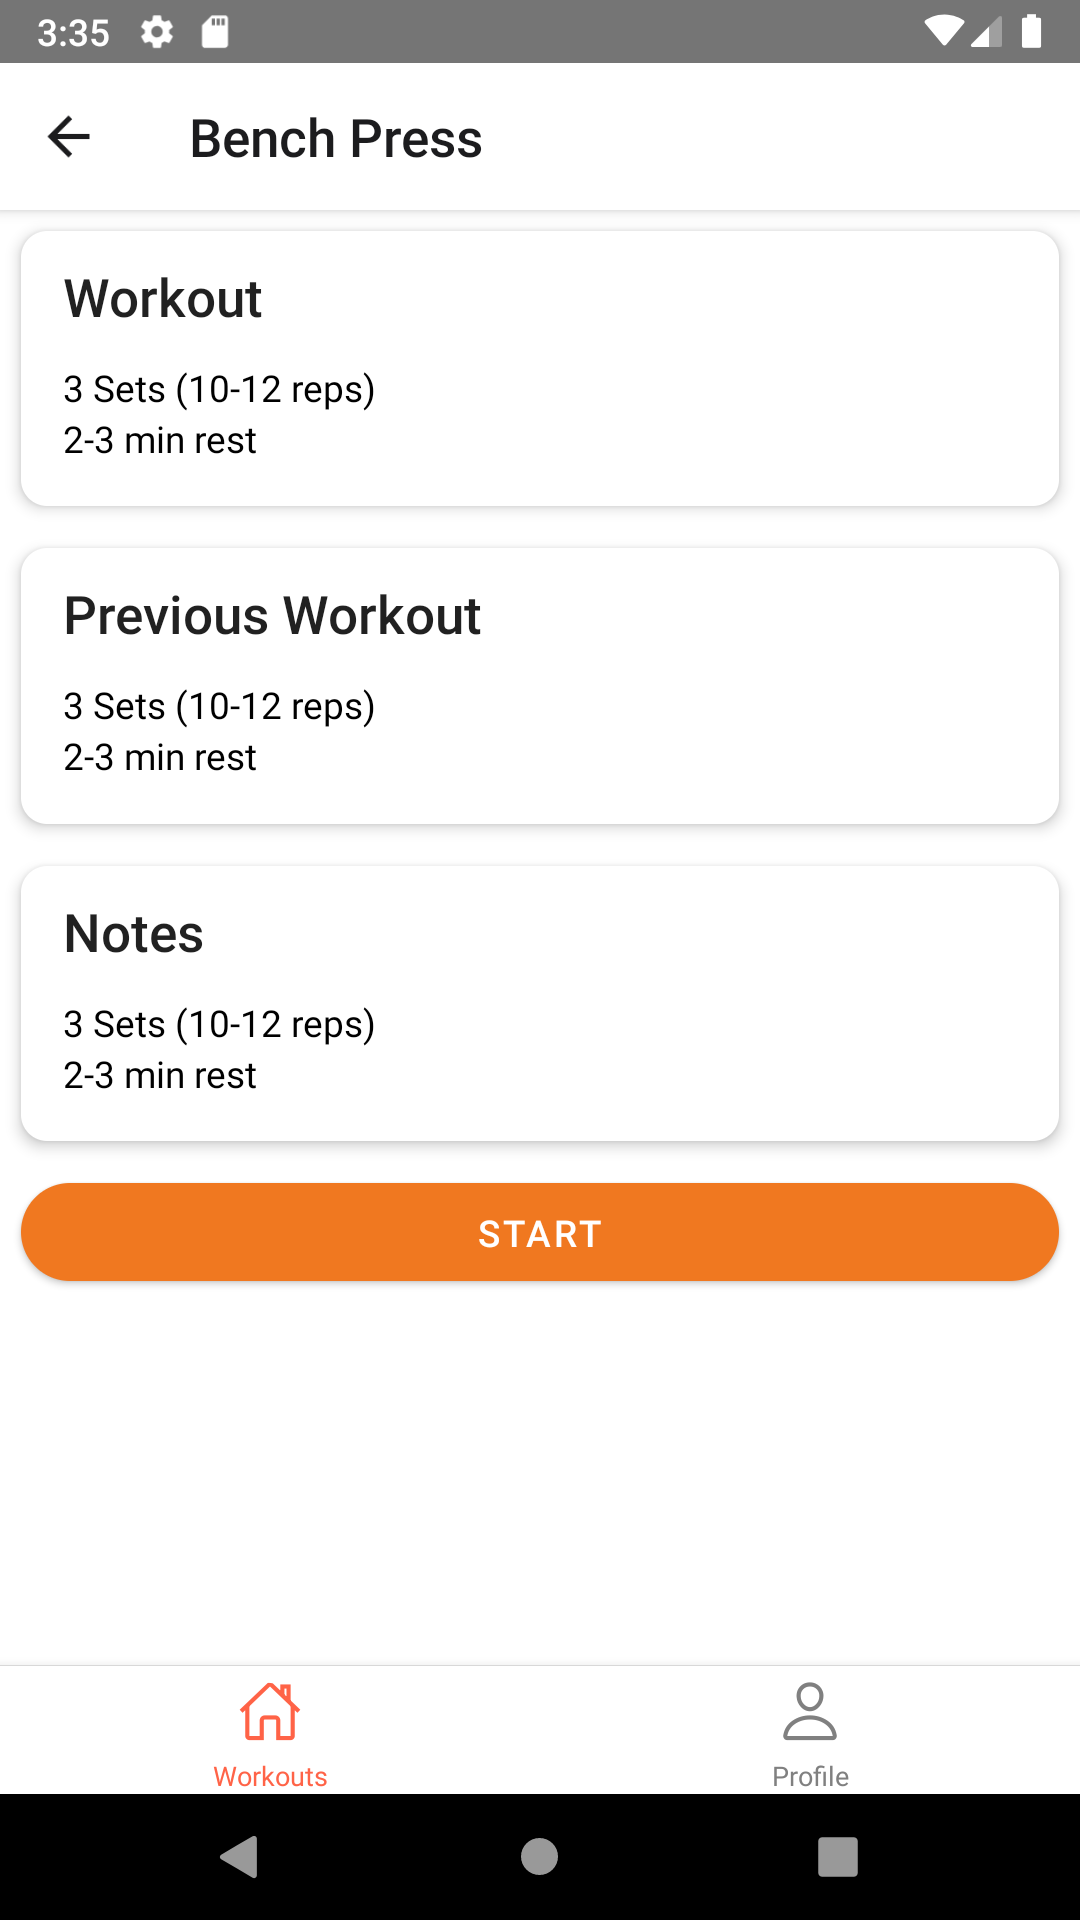 3:35
Bench Press
Workout
3 Sets (10-12 reps)
2-3 min rest
Previous Workout
3 Sets (10-12 reps)
2-3 min rest
Notes
3 Sets (10-12 reps)
2-3 min rest
START
Workouts
Profile